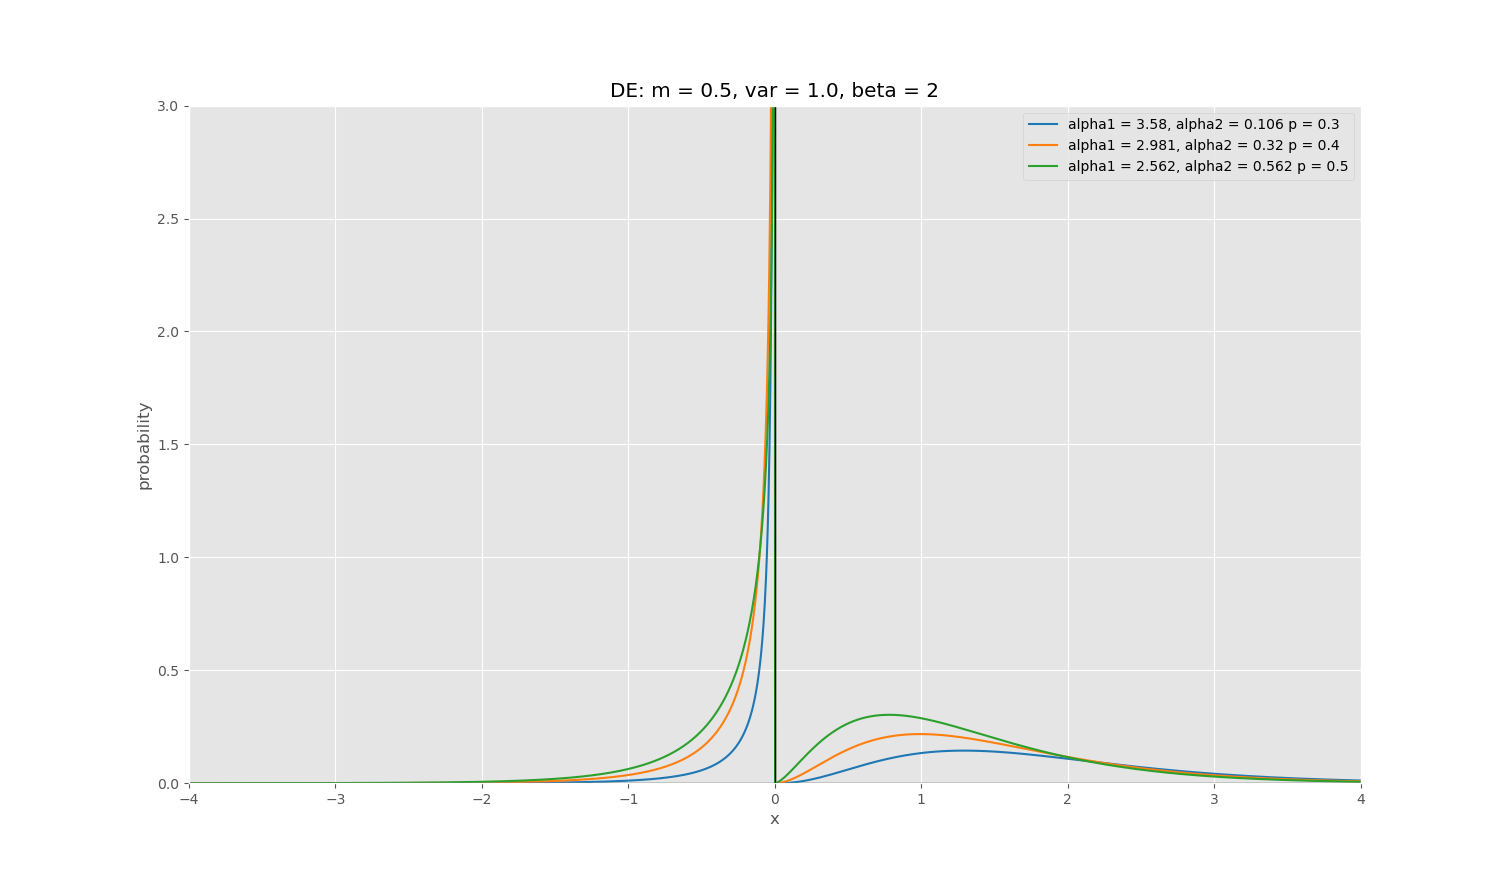 DE: m = 0.5, var = 1.0, beta = 2
alpha1 = 3.58, alpha2 = 0.106 p = 0.3
alpha1 = 2.981, alpha2 = 0.32 p = 0.4
alpha1 = 2.562, alpha2 = 0.562 p = 0.5
probability
3.0
2.5
2.0
1.5
1.0
0.5
0.0
−4 −3 −2 −1 0 1 2 3 4
x